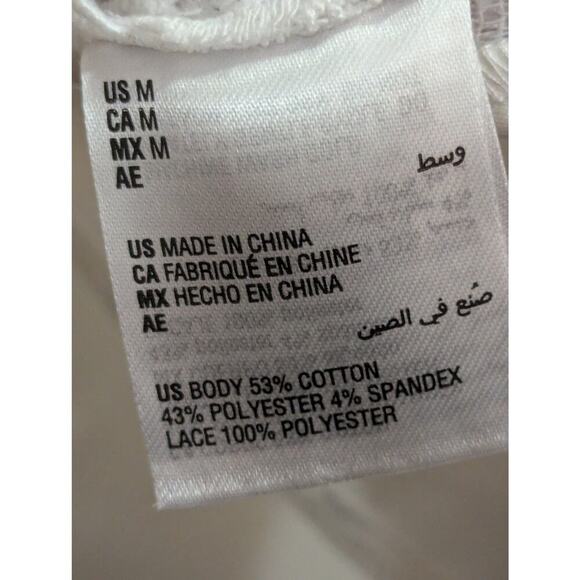 US M
CA M
MX M
AE وسط
US MADE IN CHINA
CA FABRIQUÉ EN CHINE
MX HECHO EN CHINA
AE صُنع في الصين
US BODY 53% COTTON
43% POLYESTER 4% SPANDEX
LACE 100% POLYESTER